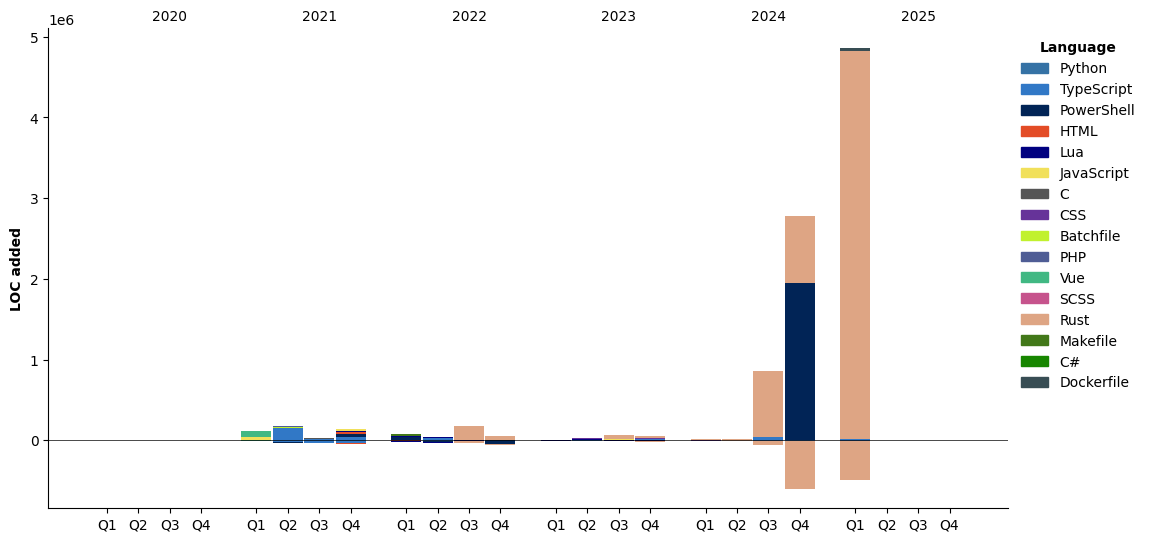 2020 2021 2022 2023 2024 2025
1e6
5
4
3
2
1
0
LOC added
Q1 Q2 Q3 Q4 Q1 Q2 Q3 Q4 Q1 Q2 Q3 Q4 Q1 Q2 Q3 Q4 Q1 Q2 Q3 Q4 Q1 Q2 Q3 Q4
Language
Python
TypeScript
PowerShell
HTML
Lua
JavaScript
C
CSS
Batchfile
PHP
Vue
SCSS
Rust
Makefile
C#
Dockerfile